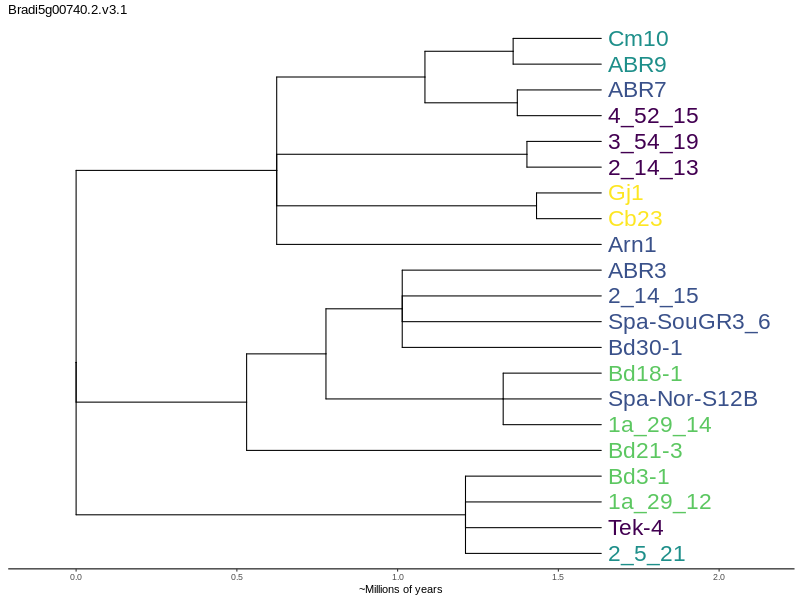 Bradi5g00740.2.v3.1
Cm10
ABR9
ABR7
4_52_15
3_54_19
2_14_13
Gj1
Cb23
Arn1
ABR3
2_14_15
Spa-SouGR3_6
Bd30-1
Bd18-1
Spa-Nor-S12B
1a_29_14
Bd21-3
Bd3-1
1a_29_12
Tek-4
2_5_21
0.0 0.5 1.0 1.5 2.0
~Millions of years